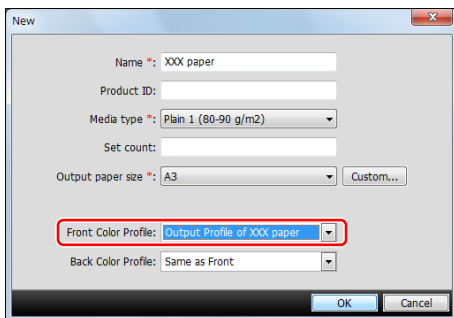 New
Name *: XXX paper
Product ID:
Media type *: Plain 1 (80-90 g/m2)
Set count:
Output paper size *: A3 Custom...
Front Color Profile: Output Profile of XXX paper
Back Color Profile: Same as Front
OK Cancel